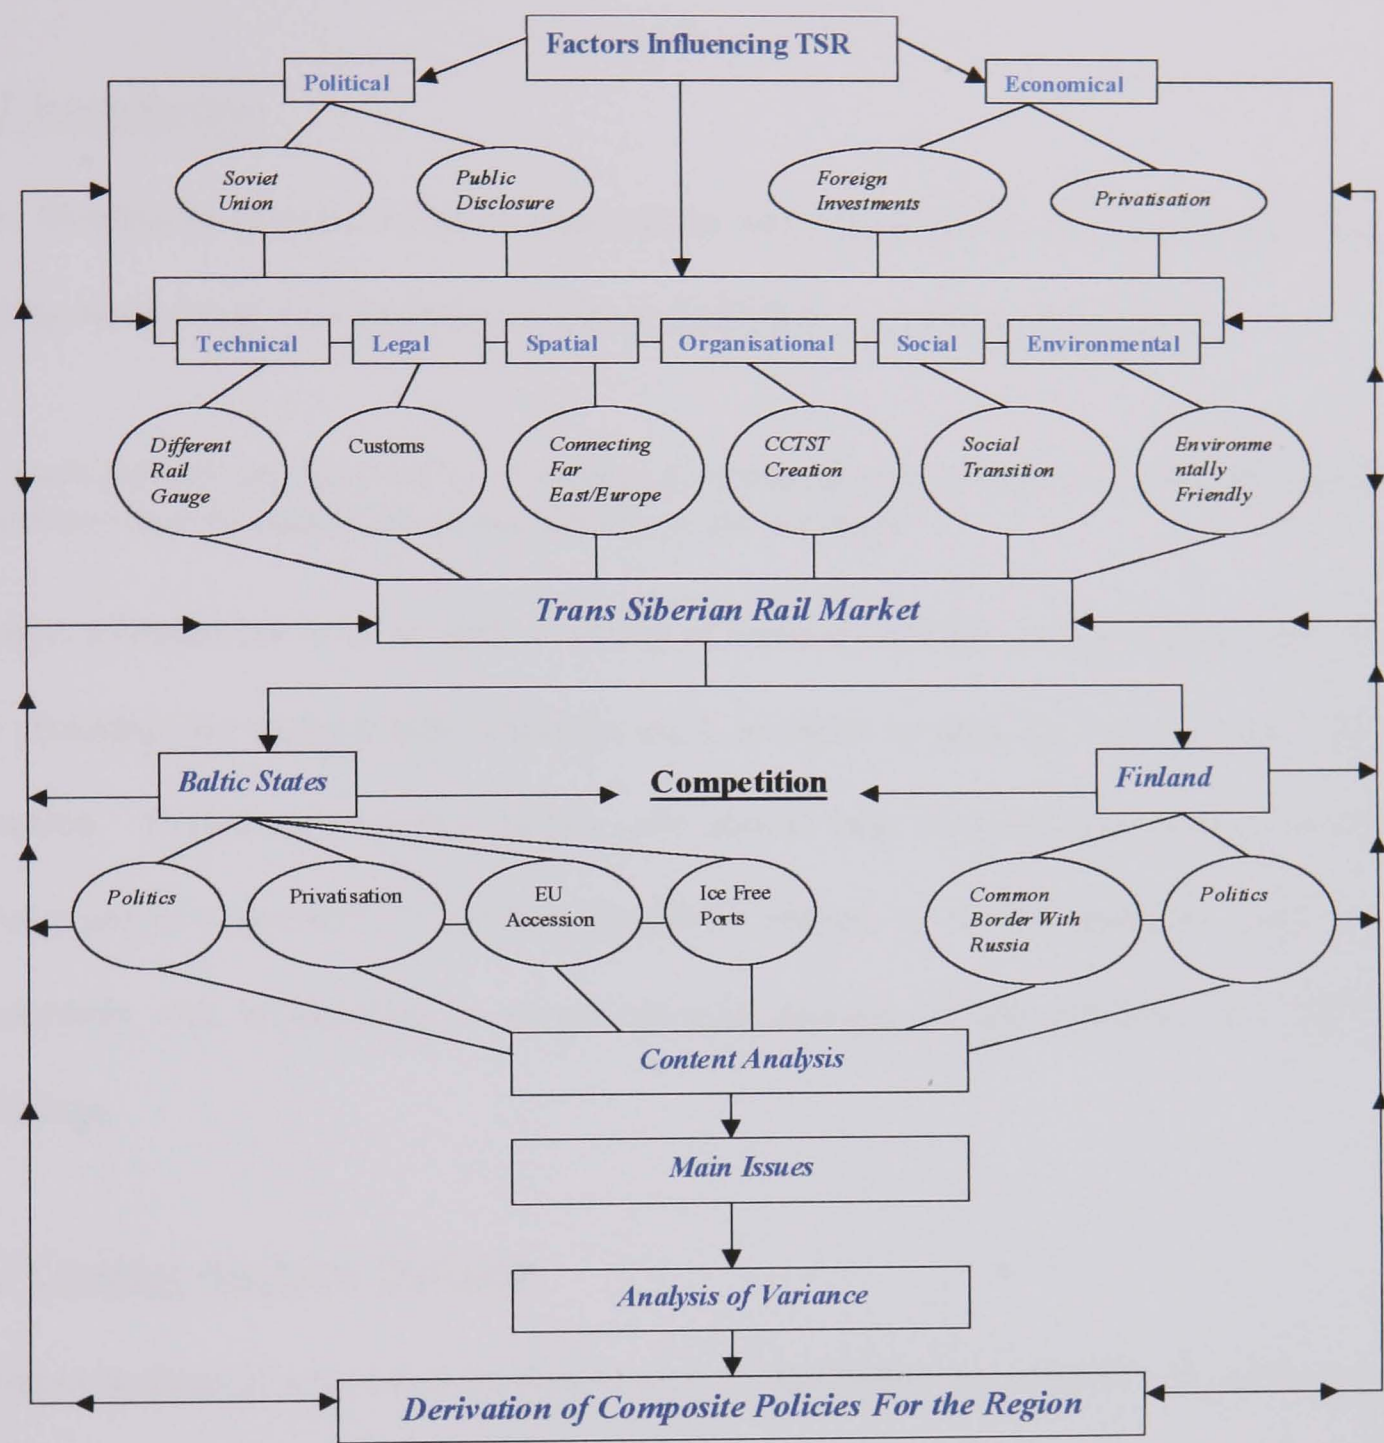 Factors Influencing TSR
Political
Economical
Soviet
Union
Public
Disclosure
Foreign
Investments
Privatisation
Technical
Legal
Spatial
Organisational
Social
Environmental
Different
Rail
Gauge
Customs
Connecting
Far
East/Europe
CCTST
Creation
Social
Transition
Environme
ntally
Friendly
Trans Siberian Rail Market
Baltic States
Competition
Finland
Politics
Privatisation
EU
Accession
Ice Free
Ports
Common
Border With
Russia
Politics
Content Analysis
Main Issues
Analysis of Variance
Derivation of Composite Policies For the Region